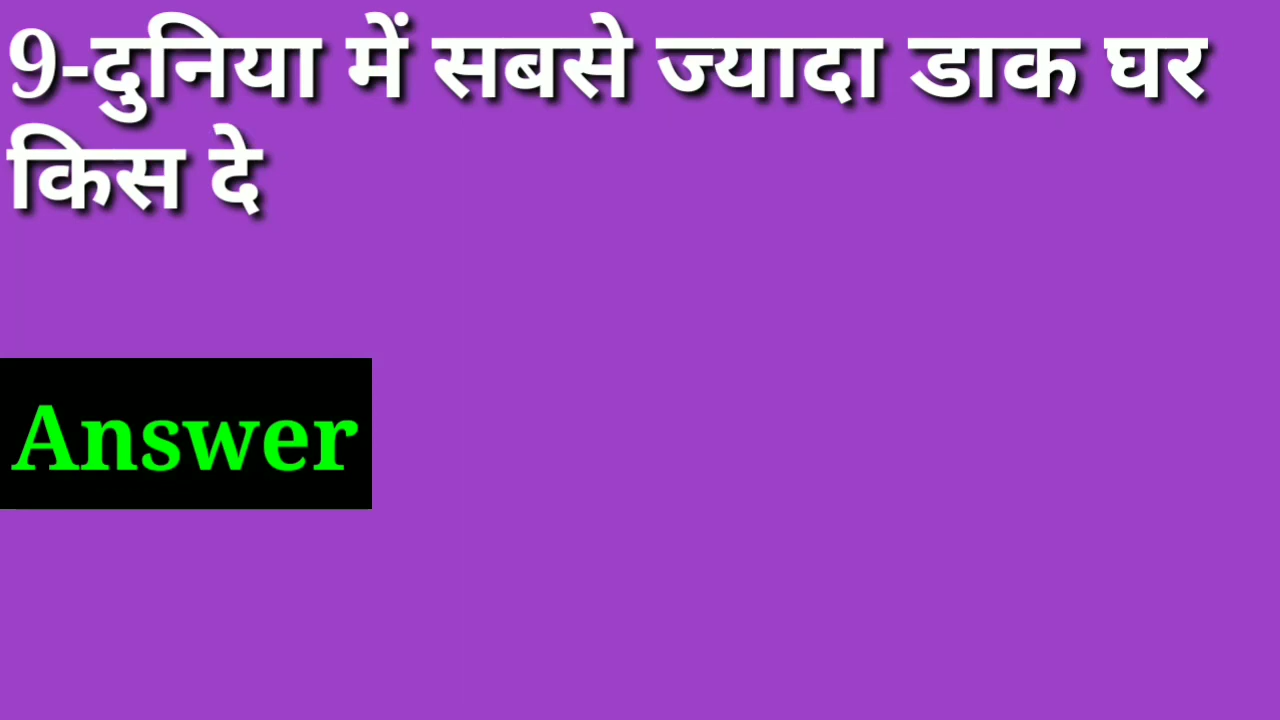 9-दुनिया में सबसे ज्यादा डाक घर
किस दे
Answer